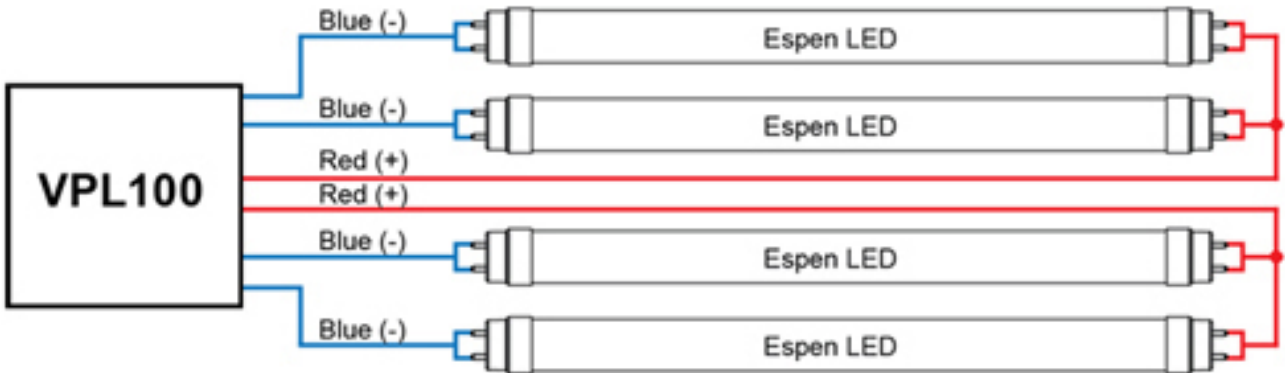 Blue (-)
Espen LED
Blue (-)
Espen LED
Red (+)
VPL100
Red (+)
Blue (-)
Espen LED
Blue (-)
Espen LED